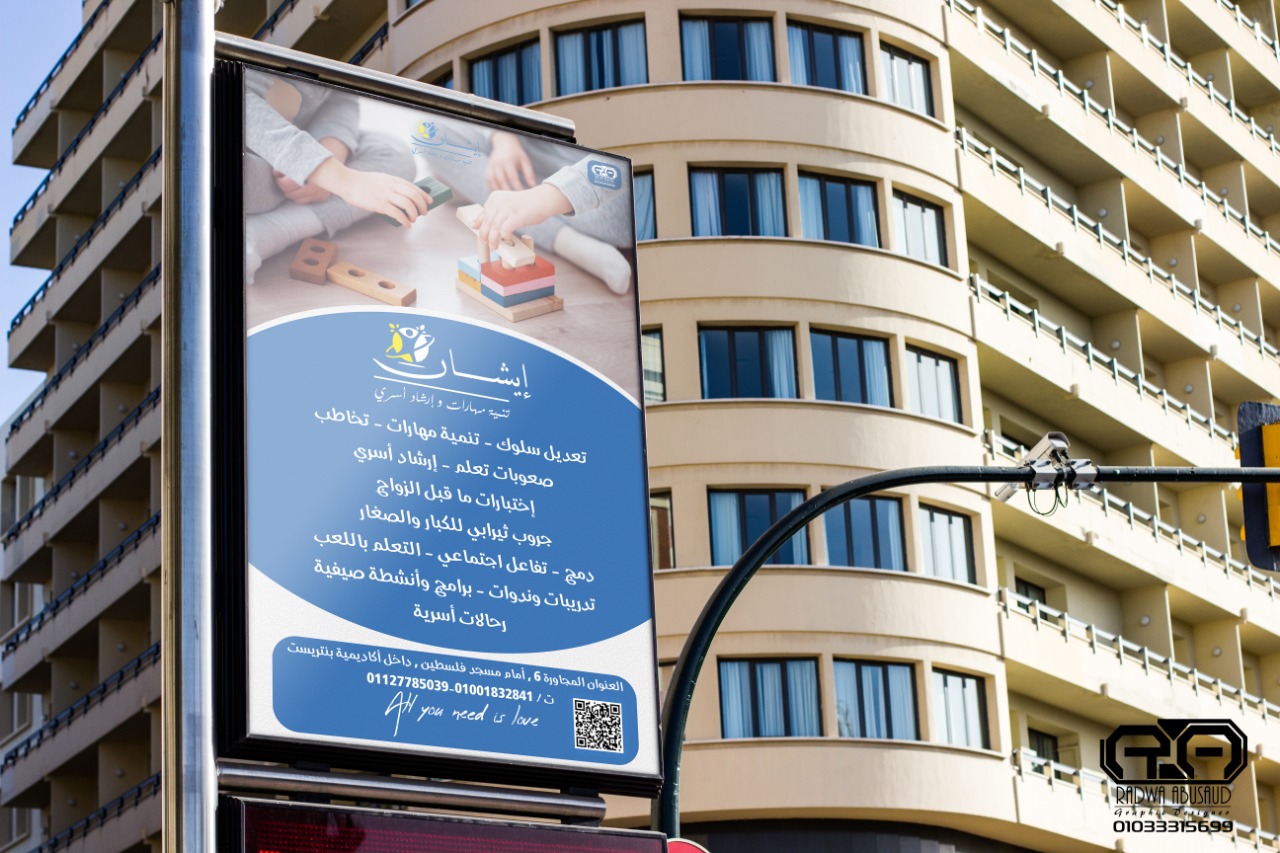 إيشان
إيشان
تنمية مهارات و إرشاد أسري
تعديل سلوك - تنمية مهارات - تخاطب
صعوبات تعلم - إرشاد أسري
إختبارات ما قبل الزواج
جروب ثيرابي للكبار والصغار
دمج - تفاعل اجتماعي - التعلم باللعب
تدريبات وندوات - برامج وأنشطة صيفية
رحلات أسرية
العنوان المجاورة 6 , أمام مسجد فلسطين , داخل أكاديمية بنتريست
ت / 01001832841-01127785039
All you need is love
RADWA ABUSAUD
Graphic Designer
01033315699